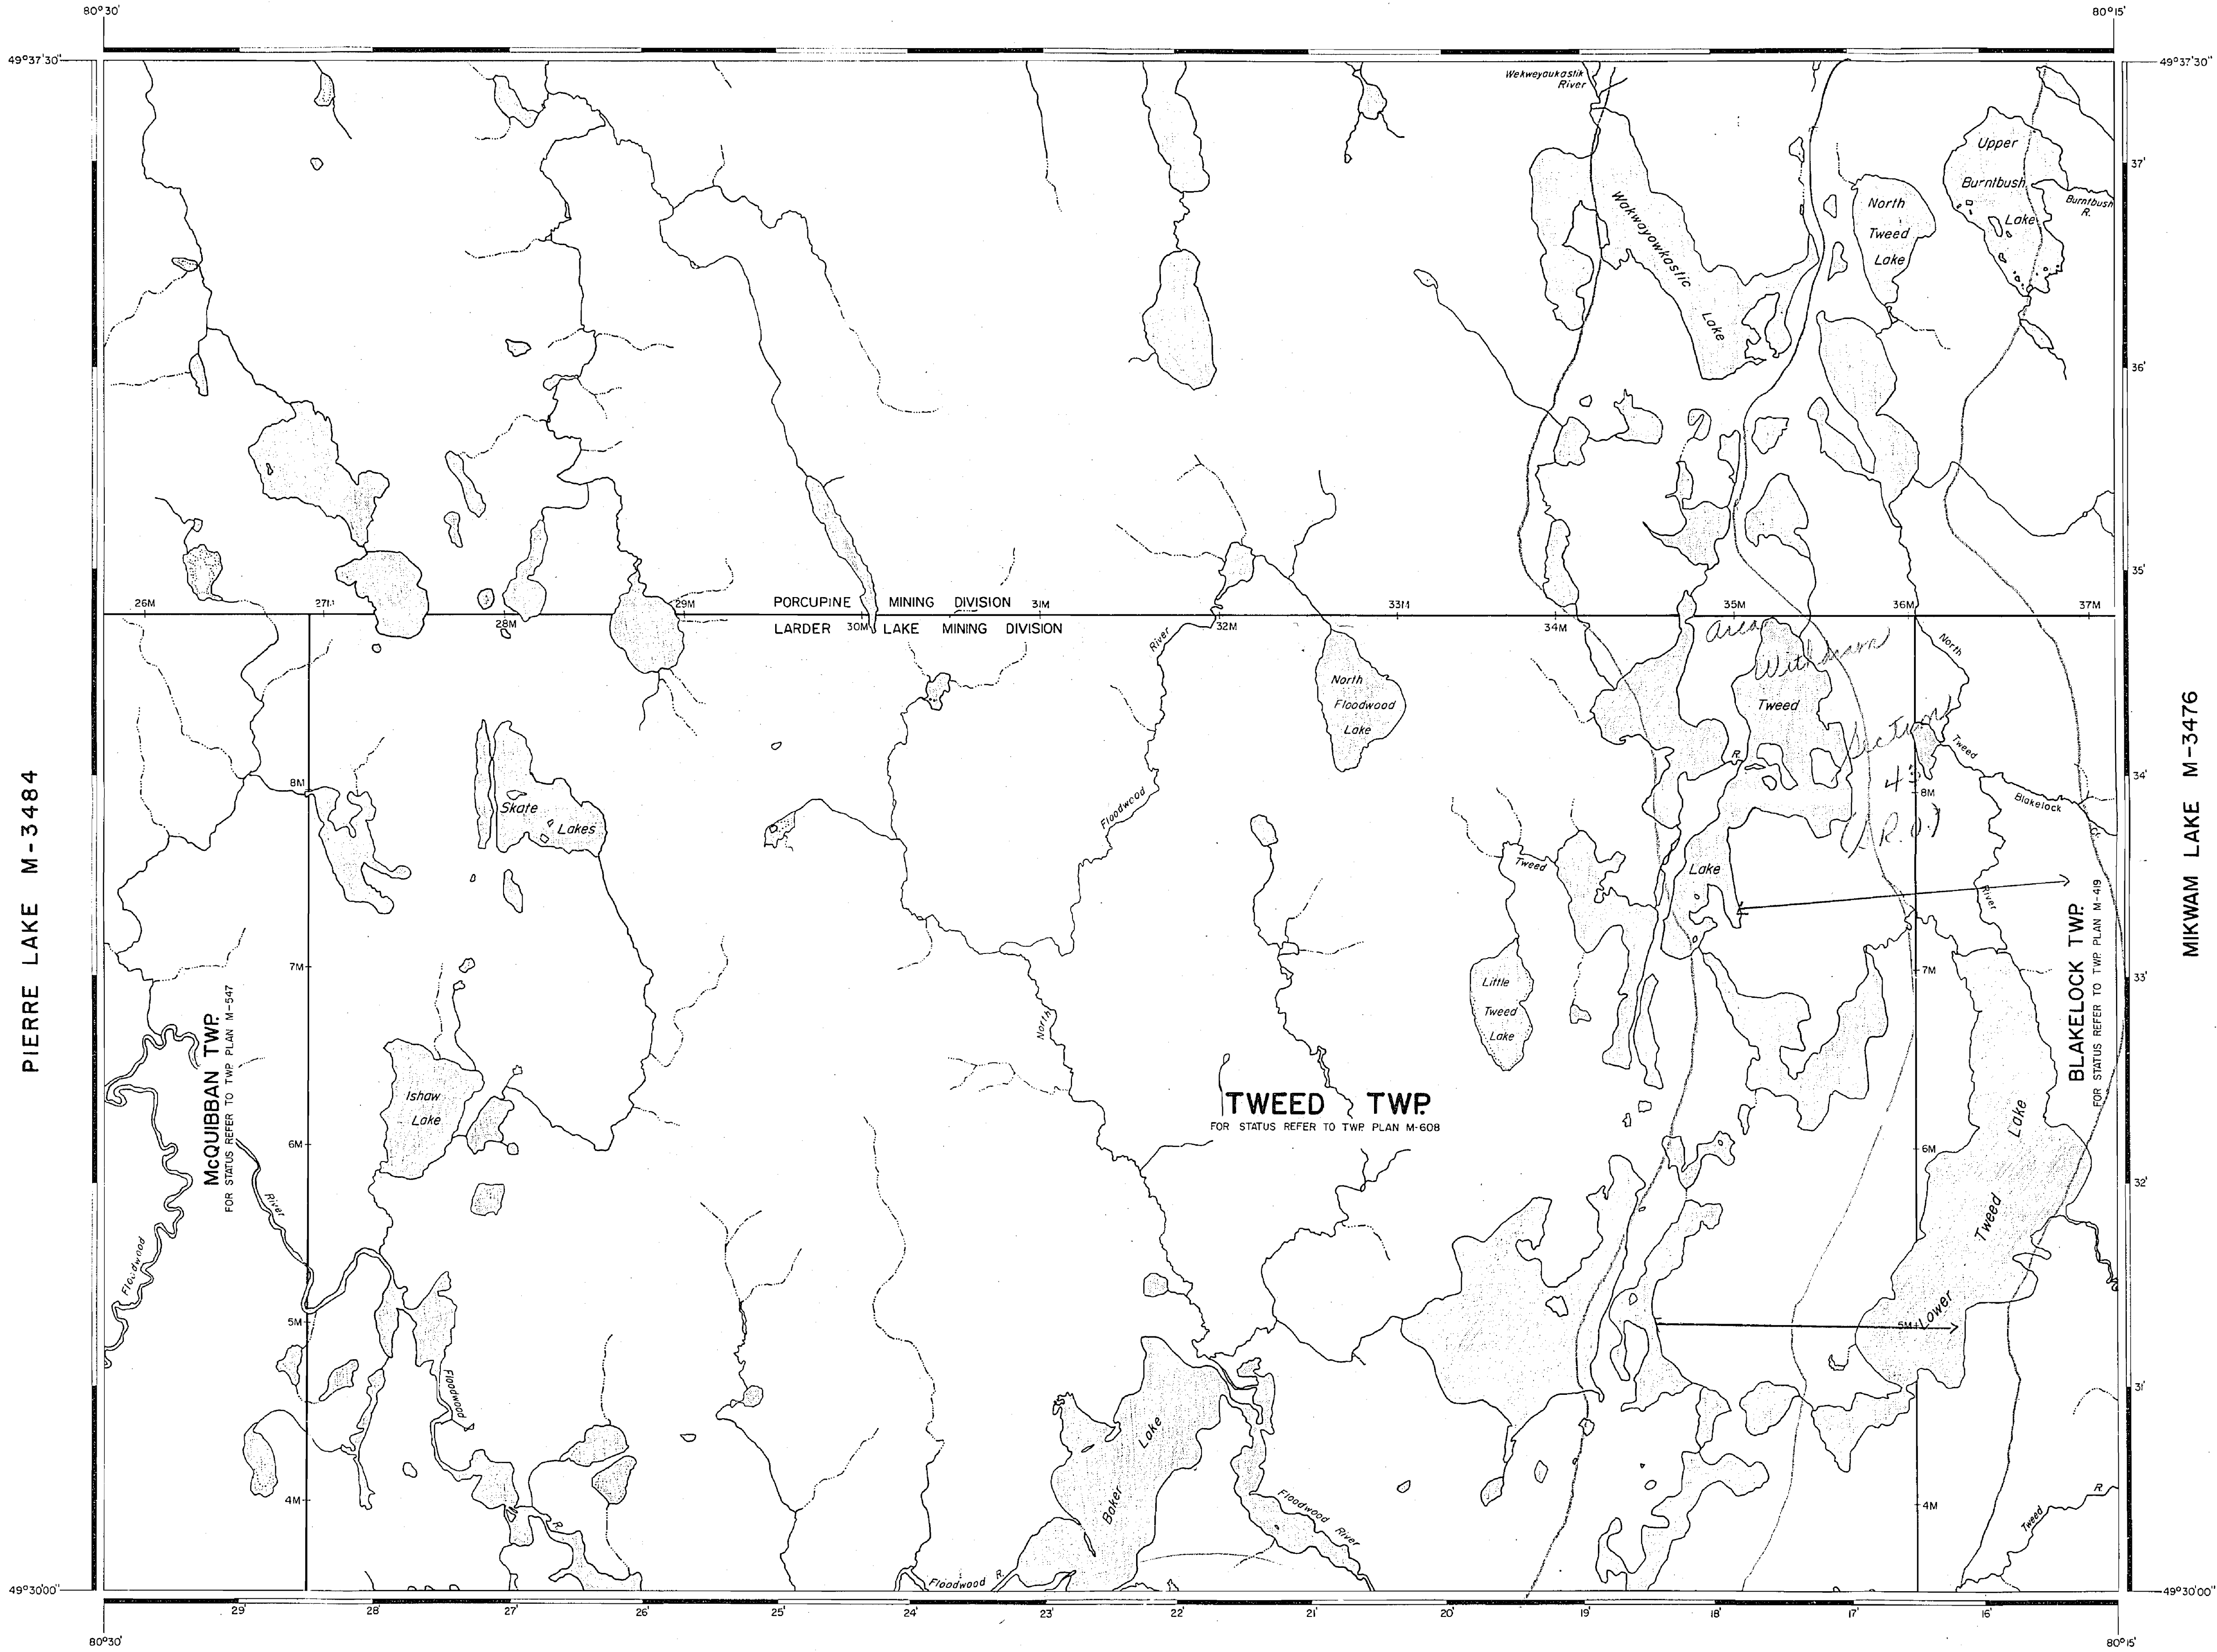 80°30'
80°15'
49°37'30"
49°37'30"
Wekweyaukastik
River
Upper
Burntbush
Lake
Burntbush
R.
37'
North
Tweed
Lake
Wakwayowkastic
Lake
36'
35'
26M
27M
28M
29M
PORCUPINE MINING DIVISION
30M
31M
LARDER LAKE MINING DIVISION
32M
33M
34M
35M
36M
37M
Area
Withdrawn
Section
43
(S.R.O.)
North
Floodwood
Lake
River
Floodwood
North
Tweed
R.
Lake
North
Tweed
River
Blakelock
Cr.
34'
8M
8M
Skate
Lakes
Tweed
PIERRE LAKE M-3484
MIKWAM LAKE M-3476
7M
7M
33'
Little
Tweed
Lake
McQUIBBAN TWP.
FOR STATUS REFER TO TWP. PLAN M-547
BLAKELOCK TWP.
FOR STATUS REFER TO TWP. PLAN M-419
Ishaw
Lake
TWEED TWP.
FOR STATUS REFER TO TWP. PLAN M-608
6M
6M
32'
River
Floodwood
Lower
Tweed
Lake
5M
5M
31'
Floodwood
R.
Baker
Lake
Floodwood River
4M
4M
Tweed
R
Floodwood R.
49°30'00"
49°30'00"
29'
28'
27'
26'
25'
24'
23'
22'
21'
20'
19'
18'
17'
16'
80°30'
80°15'